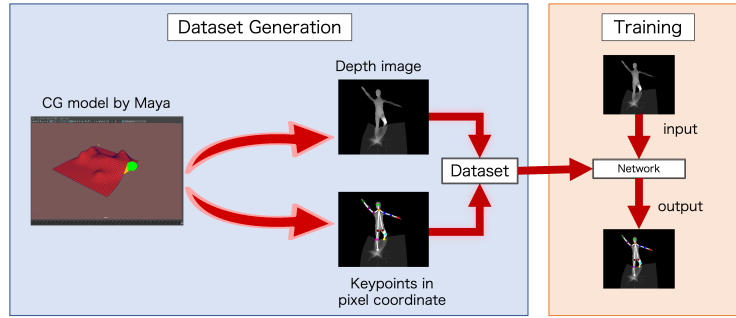 Dataset Generation
Training
Depth image
CG model by Maya
input
Dataset
Network
output
Keypoints in
pixel coordinate